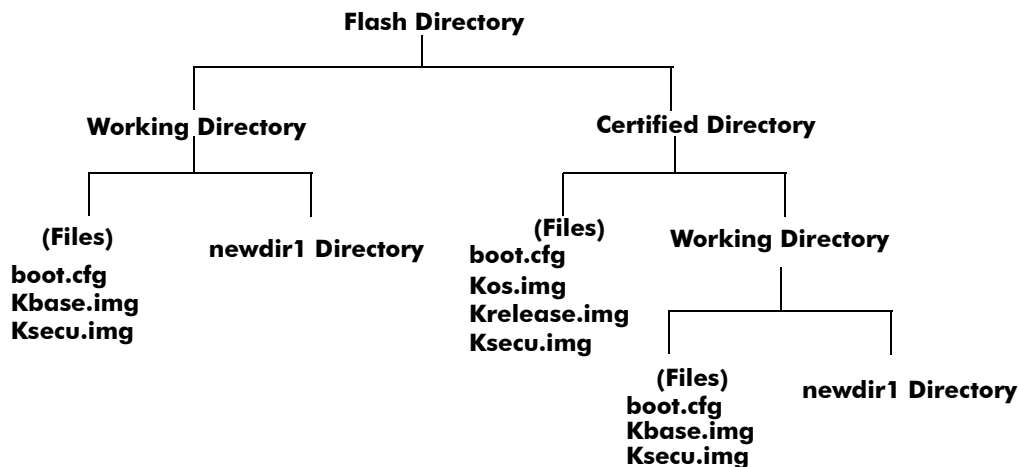 Flash Directory
Working Directory
Certified Directory
(Files)
boot.cfg
Kbase.img
Ksecu.img
newdir1 Directory
(Files)
boot.cfg
Kos.img
Krelease.img
Ksecu.img
Working Directory
(Files)
boot.cfg
Kbase.img
Ksecu.img
newdir1 Directory